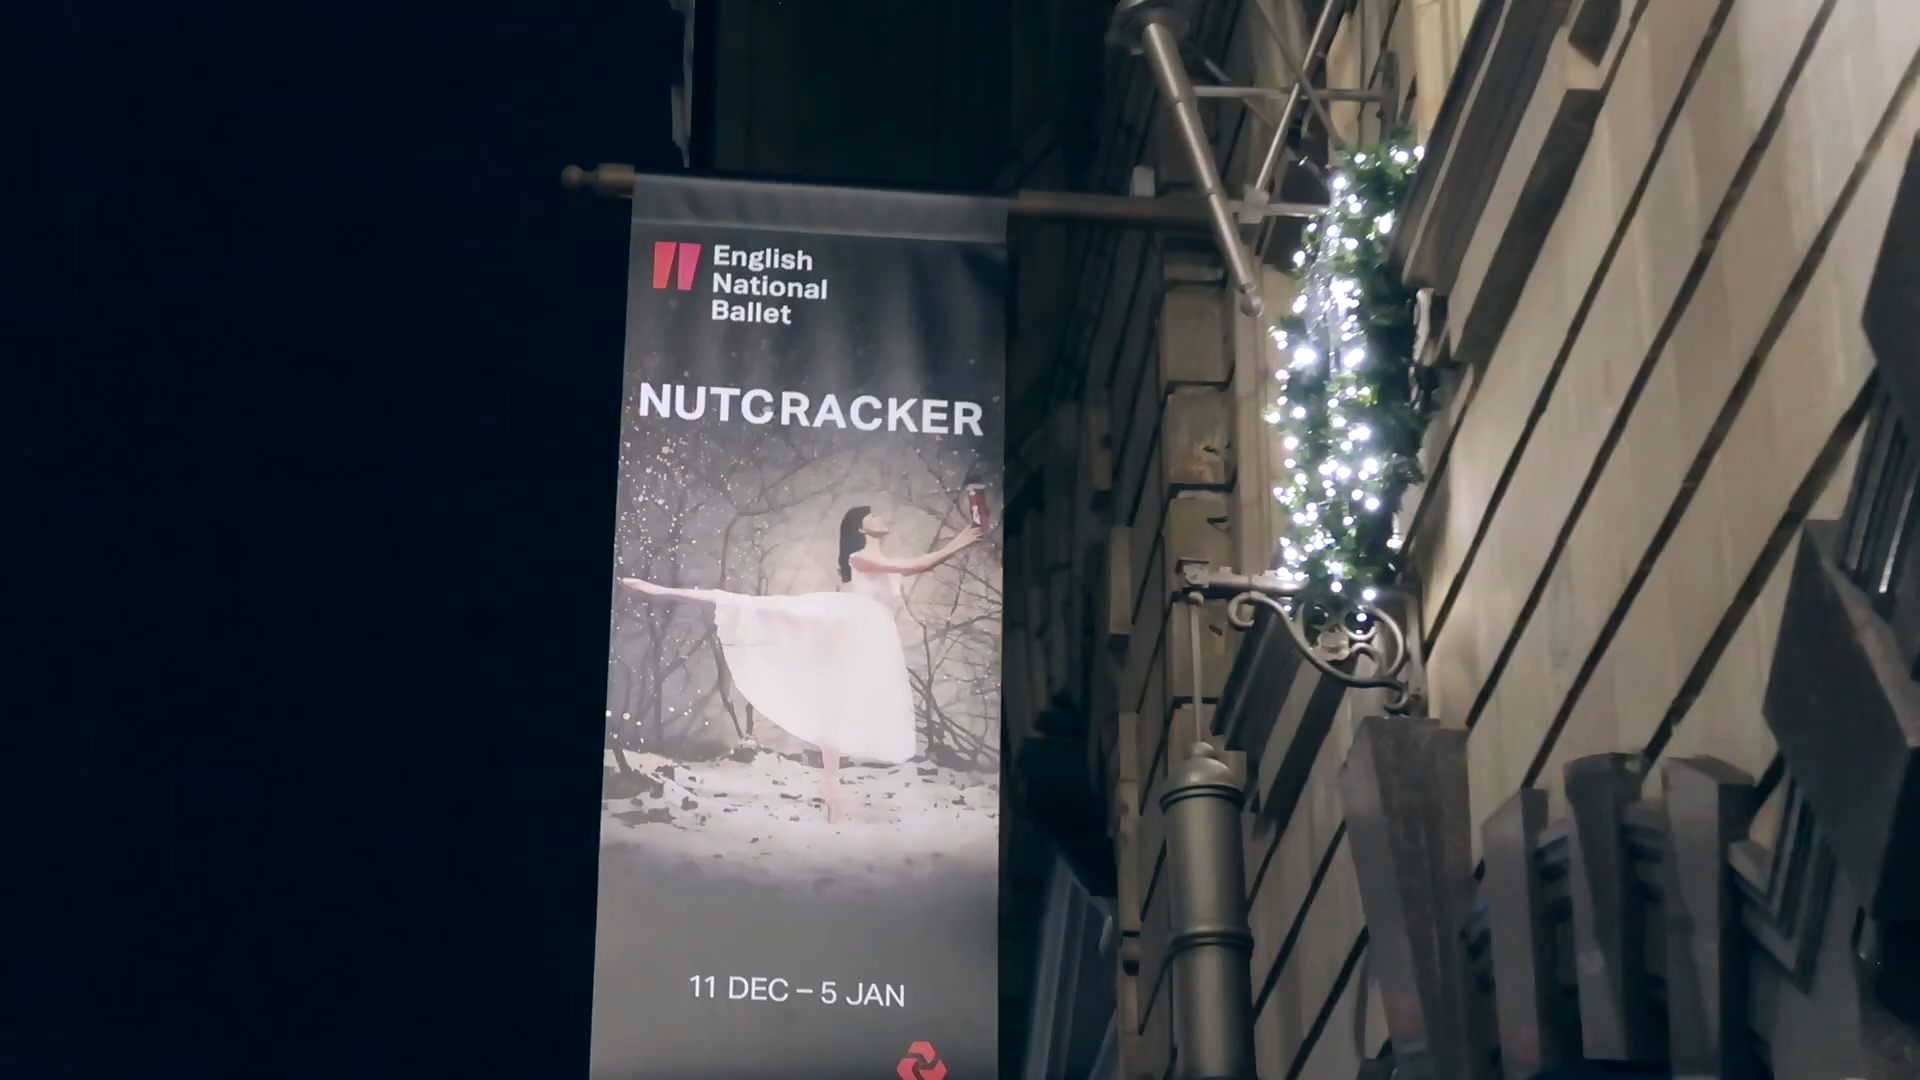 English
National
Ballet
NUTCRACKER
11 DEC – 5 JAN